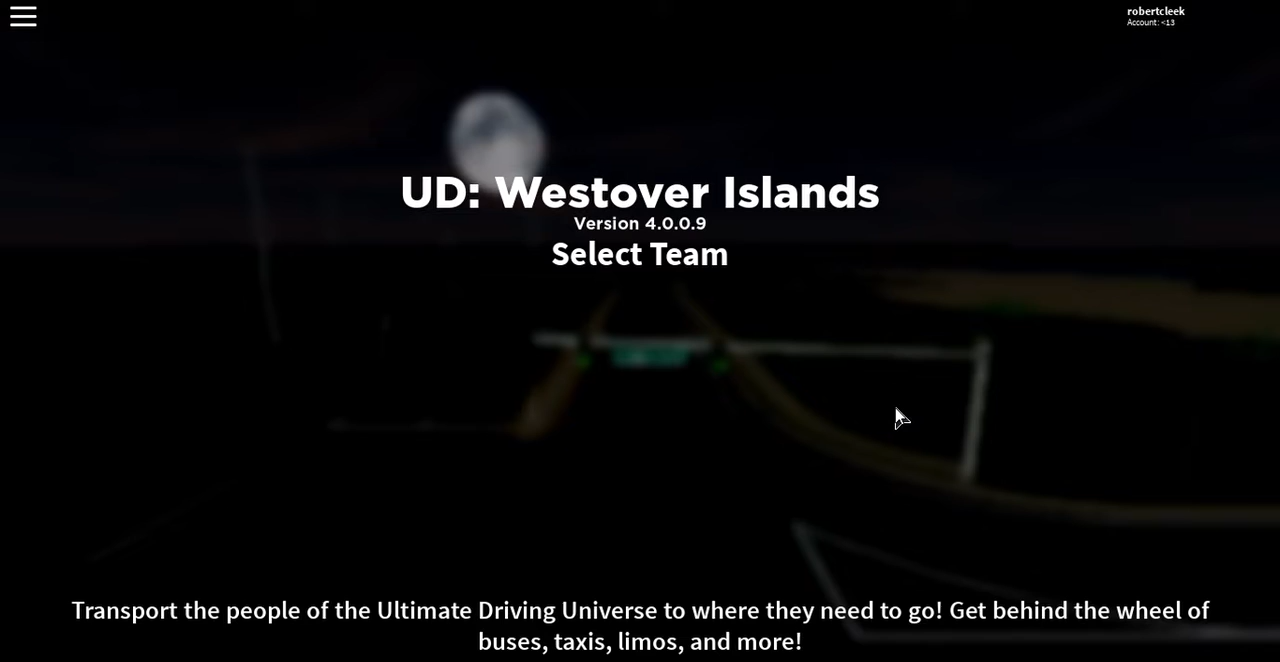 robertcleek
Account: <13
UD: Westover Islands
Version 4.0.0.9
Select Team
Transport the people of the Ultimate Driving Universe to where they need to go! Get behind the wheel of
buses, taxis, limos, and more!